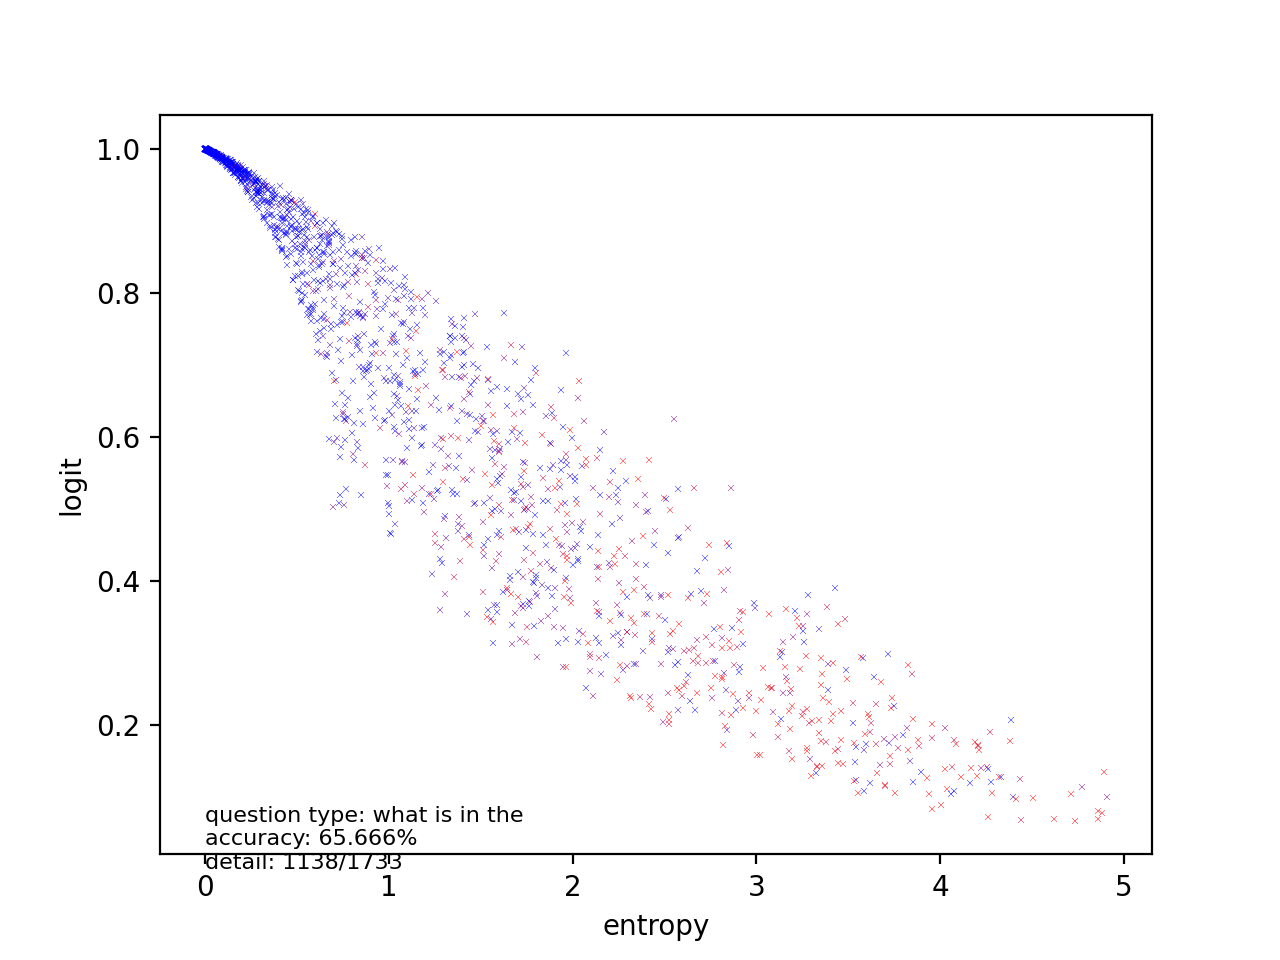 1.0
0.8
0.6
0.4
0.2
logit
question type: what is in the
accuracy: 65.666%
detail: 1138/1733
0 1 2 3 4 5
entropy